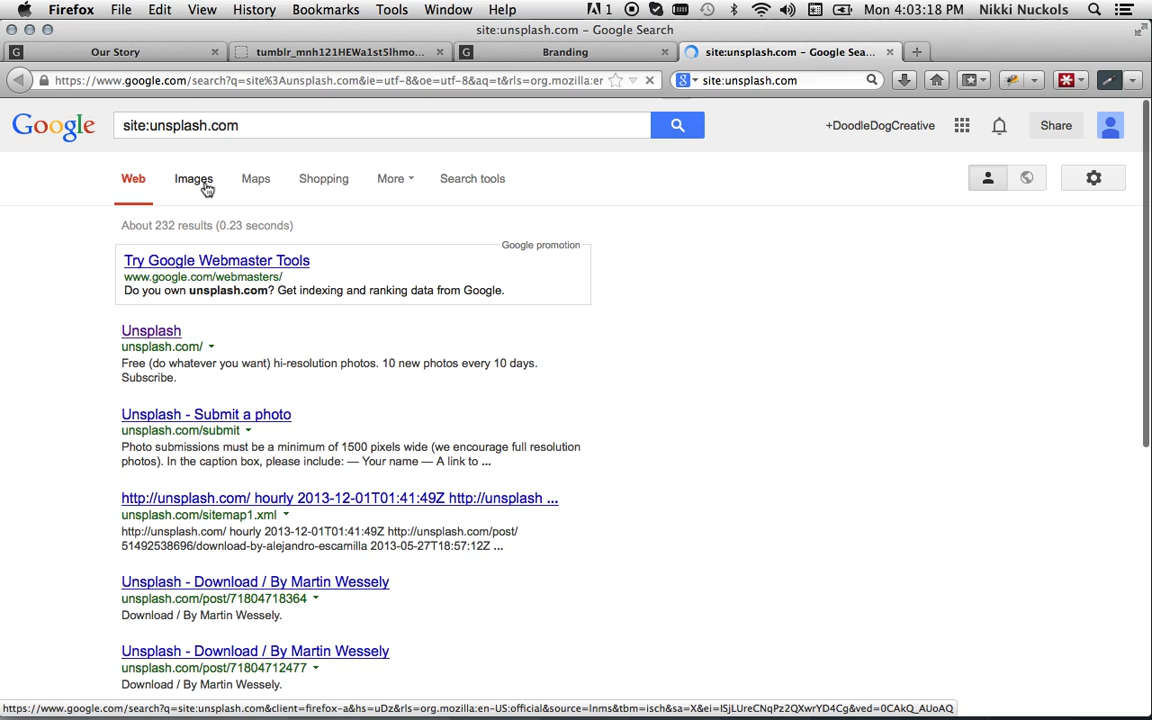 Firefox File Edit View History Bookmarks Tools Window Help 1 Mon 4:03:18 PM Nikki Nuckols
site:unsplash.com – Google Search
G Our Story tumblr_mnh121HEWa1st5lhmo... G Branding site:unsplash.com – Google Sea...
https://www.google.com/search?q=site%3Aunsplash.com&ie=utf-8&oe=utf-8&aq=t&rls=org.mozilla:er site:unsplash.com
Google site:unsplash.com +DoodleDogCreative Share
Web Images Maps Shopping More Search tools
About 232 results (0.23 seconds)
Google promotion
Try Google Webmaster Tools
www.google.com/webmasters/
Do you own unsplash.com? Get indexing and ranking data from Google.
Unsplash
unsplash.com/
Free (do whatever you want) hi-resolution photos. 10 new photos every 10 days.
Subscribe.
Unsplash - Submit a photo
unsplash.com/submit
Photo submissions must be a minimum of 1500 pixels wide (we encourage full resolution
photos). In the caption box, please include: — Your name — A link to ...
http://unsplash.com/ hourly 2013-12-01T01:41:49Z http://unsplash ...
unsplash.com/sitemap1.xml
http://unsplash.com/ hourly 2013-12-01T01:41:49Z http://unsplash.com/post/
51492538696/download-by-alejandro-escamilla 2013-05-27T18:57:12Z ...
Unsplash - Download / By Martin Wessely
unsplash.com/post/71804718364
Download / By Martin Wessely.
Unsplash - Download / By Martin Wessely
unsplash.com/post/71804712477
Download / By Martin Wessely.
https://www.google.com/search?q=site:unsplash.com&client=firefox-a&hs=uDz&rls=org.mozilla:en-US:official&source=lnms&tbm=isch&sa=X&ei=ISjLUreCNqPz2QXwrYD4Cg&ved=0CAkQ_AUoAQ